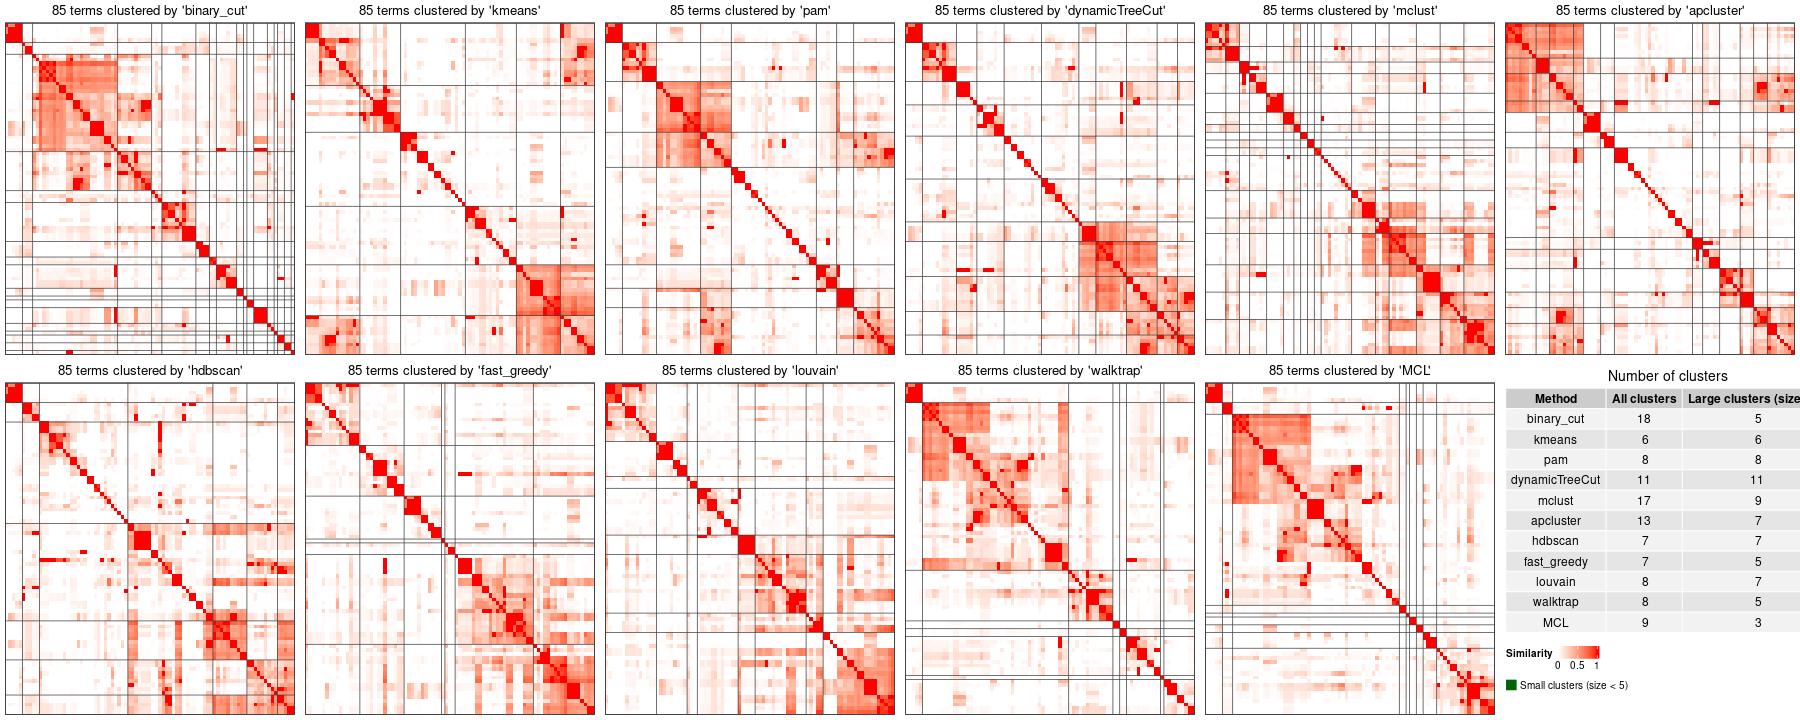 85 terms clustered by 'binary_cut'
85 terms clustered by 'kmeans'
85 terms clustered by 'pam'
85 terms clustered by 'dynamicTreeCut'
85 terms clustered by 'mclust'
85 terms clustered by 'apcluster'
85 terms clustered by 'hdbscan'
85 terms clustered by 'fast_greedy'
85 terms clustered by 'louvain'
85 terms clustered by 'walktrap'
85 terms clustered by 'MCL'
Number of clusters
Method All clusters Large clusters (size
binary_cut 18 5
kmeans 6 6
pam 8 8
dynamicTreeCut 11 11
mclust 17 9
apcluster 13 7
hdbscan 7 7
fast_greedy 7 5
louvain 8 7
walktrap 8 5
MCL 9 3
Similarity
0 0.5 1
Small clusters (size < 5)